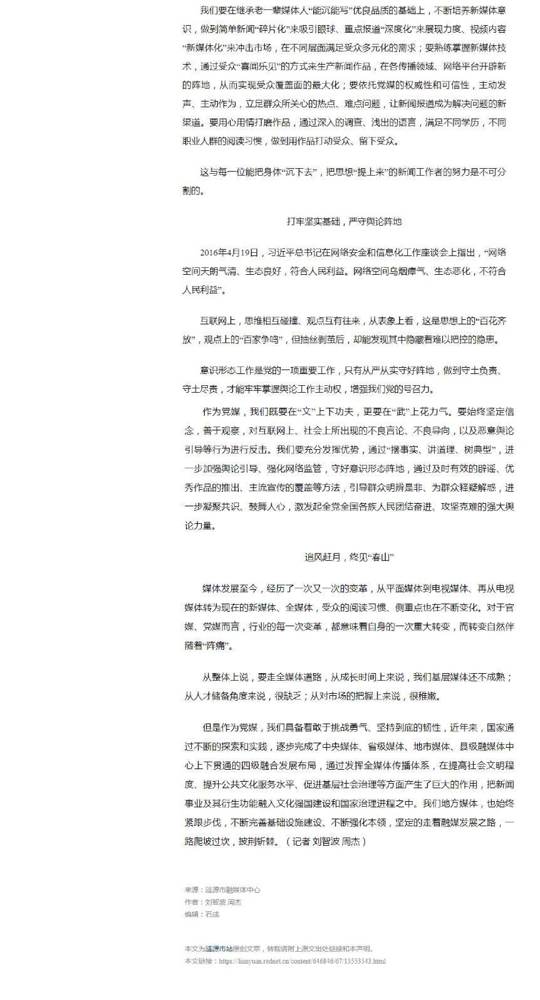 我们要在继承老一辈媒体人“能沉能写”优良品质的基础上，不断培养新媒体意
识，做到简单新闻“碎片化”来吸引眼球、重点报道“深度化”来展现力度、视频内容
“新媒体化”来冲击市场，在不同层面满足受众多元化的需求；要熟练掌握新媒体技
术，通过受众“喜闻乐见”的方式来生产新闻作品，在各传播领域、网络平台开辟新
的阵地，从而实现受众覆盖面的最大化；要依托党媒的权威性和可信性，主动发
声、主动作为，立足群众所关心的热点、难点问题，让新闻报道成为解决问题的新
渠道。要用心用情打磨作品，通过深入的调查、浅出的语言，满足不同学历，不同
职业人群的阅读习惯，做到用作品打动受众、留下受众。
这与每一位能把身体“沉下去”，把思想“提上来”的新闻工作者的努力是不可分
割的。
打牢坚实基础，严守舆论阵地
2016年4月19日，习近平总书记在网络安全和信息化工作座谈会上指出，“网络
空间天朗气清、生态良好，符合人民利益。网络空间乌烟瘴气、生态恶化，不符合
人民利益”。
互联网上，思维相互碰撞、观点互有往来，从表象上看，这是思想上的“百花齐
放”，观点上的“百家争鸣”，但抽丝剥茧后，却能发现其中隐藏着难以把控的隐患。
意识形态工作是党的一项重要工作，只有从严从实守好阵地，做到守土负责、
守土尽责，才能牢牢掌握舆论工作主动权，增强我们党的号召力。
作为党媒，我们既要在“文”上下功夫，更要在“武”上花力气。要始终坚定信
念，善于观察，对互联网上、社会上所出现的不良言论、不良导向，以及恶意舆论
引导等行为进行反击。我们要充分发挥优势，通过“摆事实、讲道理、树典型”，进
一步加强舆论引导、强化网络监管，守好意识形态阵地，通过及时有效的辟谣、优
秀作品的推出、主流宣传的覆盖等方法，引导群众明辨是非、为群众释疑解惑，进
一步凝聚共识、鼓舞人心，激发起全党全国各族人民团结奋进、攻坚克难的强大舆
论力量。
追风赶月，终见“春山”
媒体发展至今，经历了一次又一次的变革，从平面媒体到电视媒体、再从电视
媒体转为现在的新媒体、全媒体，受众的阅读习惯、侧重点也在不断变化。对于官
媒、党媒而言，行业的每一次变革，都意味着自身的一次重大转变，而转变自然伴
随着“阵痛”。
从整体上说，要走全媒体道路，从成长时间上来说，我们基层媒体还不成熟；
从人才储备角度来说，很缺乏；从对市场的把握上来说，很稚嫩。
但是作为党媒，我们具备着敢于挑战勇气、坚持到底的韧性，近年来，国家通
过不断的探索和实践，逐步完成了中央媒体、省级媒体、地市媒体、县级融媒体中
心上下贯通的四级融合发展布局，通过发挥全媒体传播体系，在提高社会文明程
度、提升公共文化服务水平、促进基层社会治理等方面产生了巨大的作用，把新闻
事业及其衍生功能融入文化强国建设和国家治理进程之中。我们地方媒体，也始终
紧跟步伐，不断完善基础设施建设、不断强化本领，坚定的走着融媒发展之路，一
路爬坡过坎，披荆斩棘。（记者 刘智波 周杰）
来源：涟源市融媒体中心
作者：刘智波 周杰
编辑：石成
本文为涟源市站原创文章，转载请附上原文出处链接和本声明。
本文链接：https://lianyuan.rednet.cn/content/646846/67/13553543.html